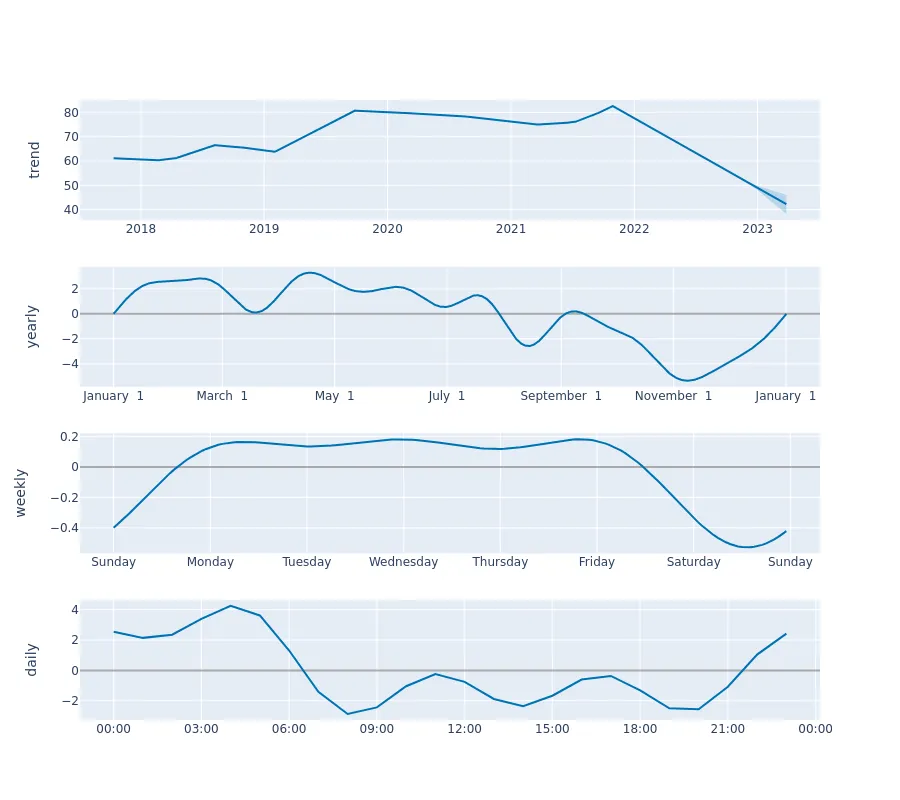 trend
80
70
60
50
40
2018 2019 2020 2021 2022 2023
yearly
2
0
−2
−4
January 1 March 1 May 1 July 1 September 1 November 1 January 1
weekly
0.2
0
−0.2
−0.4
Sunday Monday Tuesday Wednesday Thursday Friday Saturday Sunday
daily
4
2
0
−2
00:00 03:00 06:00 09:00 12:00 15:00 18:00 21:00 00:00